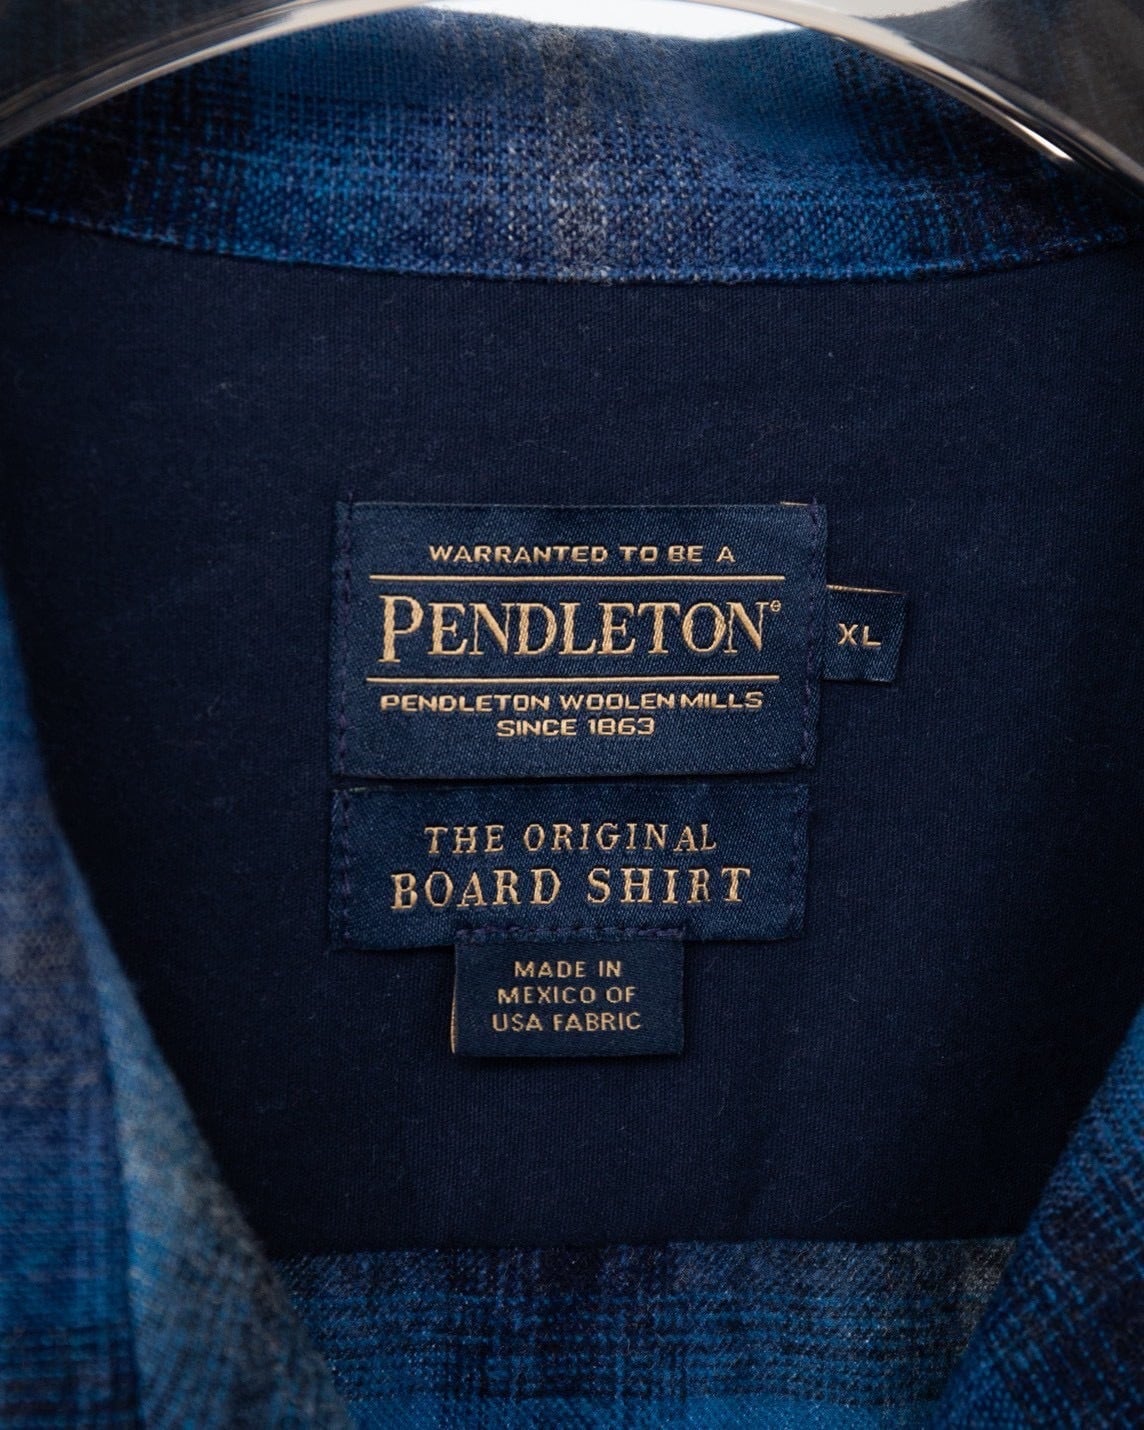 WARRANTED TO BE A
PENDLETON®
PENDLETON WOOLEN MILLS
SINCE 1863
XL
THE ORIGINAL
BOARD SHIRT
MADE IN
MEXICO OF
USA FABRIC